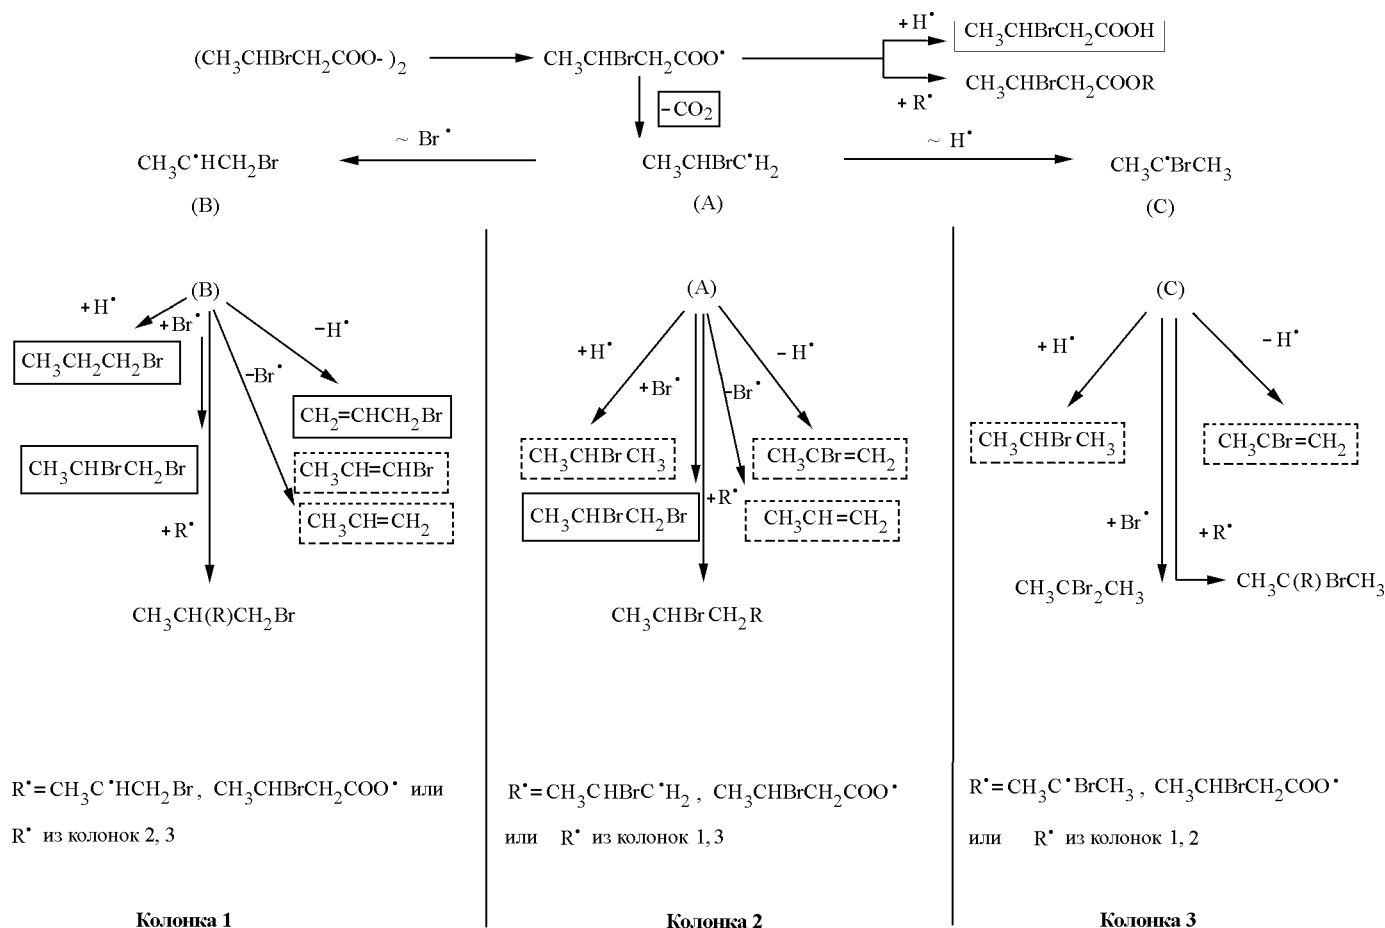 + H•
(CH3CHBrCH2COO- )2 CH3CHBrCH2COO• CH3CHBrCH2COOH
CH3CHBrCH2COOR
+ R•
– CO2
~ Br • ~ H•
CH3C•HCH2Br CH3CHBrC•H2 CH3C•BrCH3
(B) (A) (C)
(B) (A) (C)
+ H• + Br• – H•
CH3CH2CH2Br
–Br•
CH2=CHCH2Br
CH3CHBrCH2Br
CH3CH=CHBr
CH3CH=CH2
+ R•
CH3CH(R)CH2Br
+ H• – H•
+ Br• –Br•
CH3CHBrCH3 CH3CBr=CH2
+ R•
CH3CHBrCH2Br CH3CH=CH2
CH3CHBrCH2R
+ H• – H•
CH3CHBrCH3 CH3CBr=CH2
+ Br• + R•
CH3CBr2CH3 CH3C(R)BrCH3
R•= CH3C•HCH2Br , CH3CHBrCH2COO• или
R• из колонок 2, 3
Колонка 1
R•= CH3CHBrC•H2 , CH3CHBrCH2COO•
или R• из колонок 1, 3
Колонка 2
R•= CH3C•BrCH3 , CH3CHBrCH2COO•
или R• из колонок 1, 2
Колонка 3